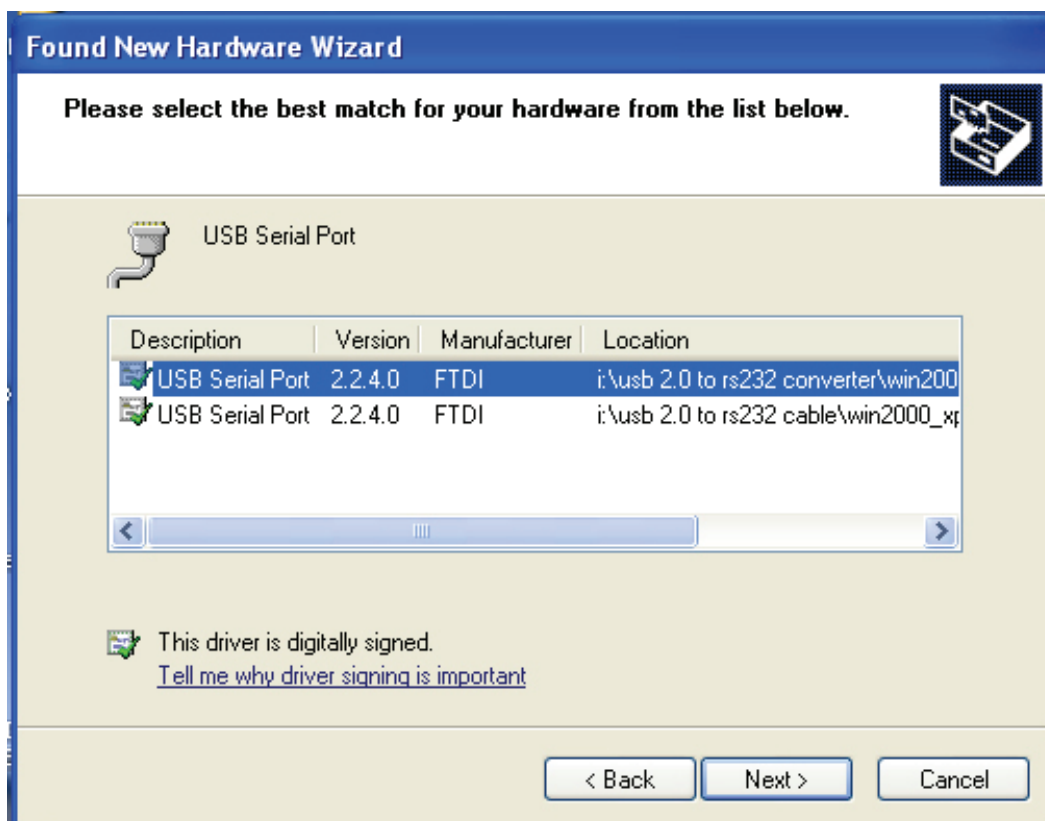 Found New Hardware Wizard
Please select the best match for your hardware from the list below.
USB Serial Port
Description Version Manufacturer Location
USB Serial Port 2.2.4.0 FTDI i:\usb 2.0 to rs232 converter\win200
USB Serial Port 2.2.4.0 FTDI i:\usb 2.0 to rs232 cable\win2000_xp
This driver is digitally signed.
Tell me why driver signing is important
< Back Next > Cancel